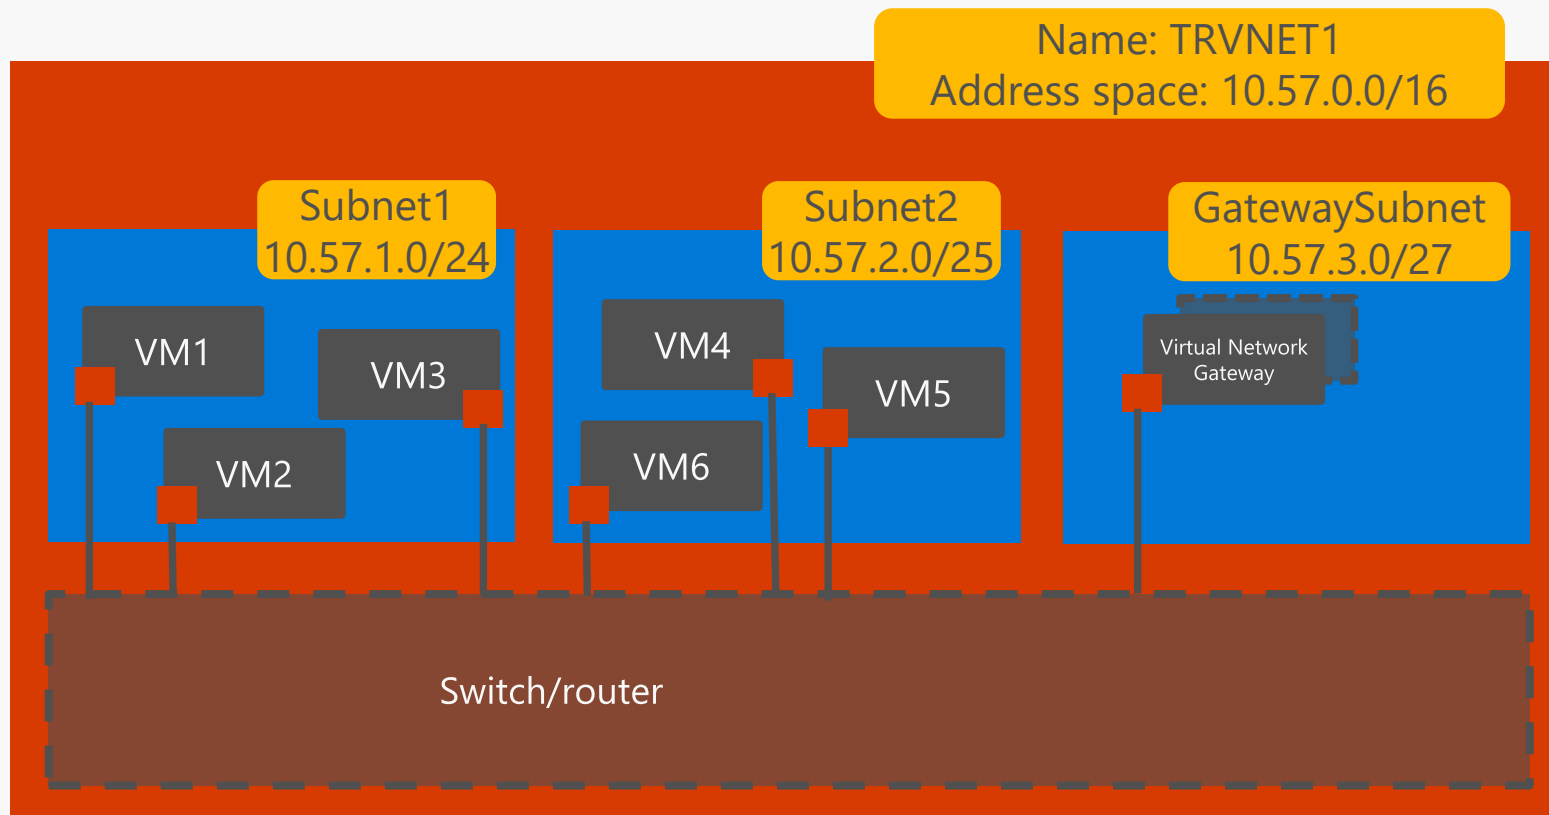 Name: TRVNET1
Address space: 10.57.0.0/16
Subnet1
10.57.1.0/24
VM1
VM3
VM2
Subnet2
10.57.2.0/25
VM4
VM5
VM6
GatewaySubnet
10.57.3.0/27
Virtual Network
Gateway
Switch/router